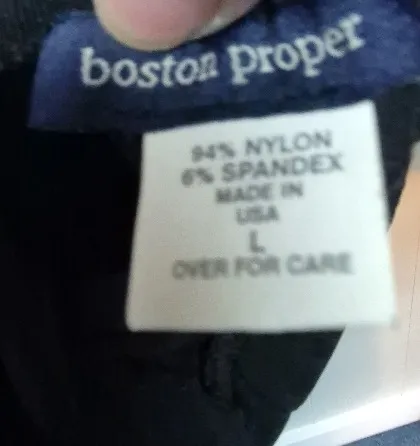 boston proper
94% NYLON
6% SPANDEX
MADE IN
USA
L
OVER FOR CARE